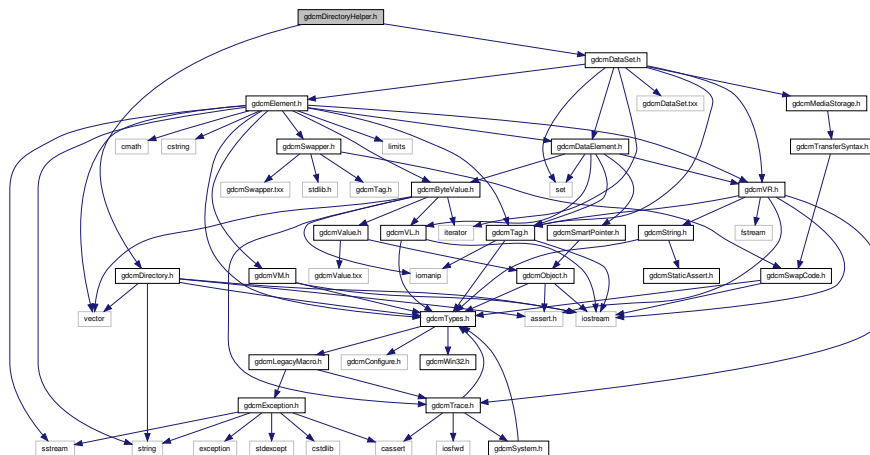 gdcmDirectoryHelper.h
gdcmDataSet.h
gdcmElement.h
gdcmDataSet.txx
gdcmMediaStorage.h
cmath
cstring
gdcmSwapper.h
limits
gdcmDataElement.h
gdcmTransferSyntax.h
gdcmSwapper.txx
stdlib.h
gdcmTag.h
gdcmByteValue.h
set
gdcmVR.h
gdcmValue.h
gdcmVL.h
iterator
gdcmTag.h
gdcmSmartPointer.h
gdcmString.h
fstream
gdcmDirectory.h
gdcmVM.h
gdcmValue.txx
iomanip
gdcmObject.h
gdcmStaticAssert.h
gdcmSwapCode.h
vector
gdcmTypes.h
assert.h
iostream
gdcmLegacyMacro.h
gdcmConfigure.h
gdcmWin32.h
gdcmException.h
gdcmTrace.h
sstream
string
exception
stdexcept
cstdlib
cassert
iosfwd
gdcmSystem.h